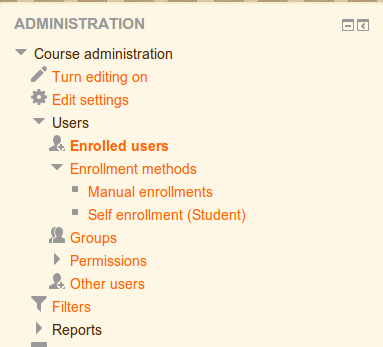 ADMINISTRATION
Course administration
Turn editing on
Edit settings
Users
Enrolled users
Enrollment methods
Manual enrollments
Self enrollment (Student)
Groups
Permissions
Other users
Filters
Reports